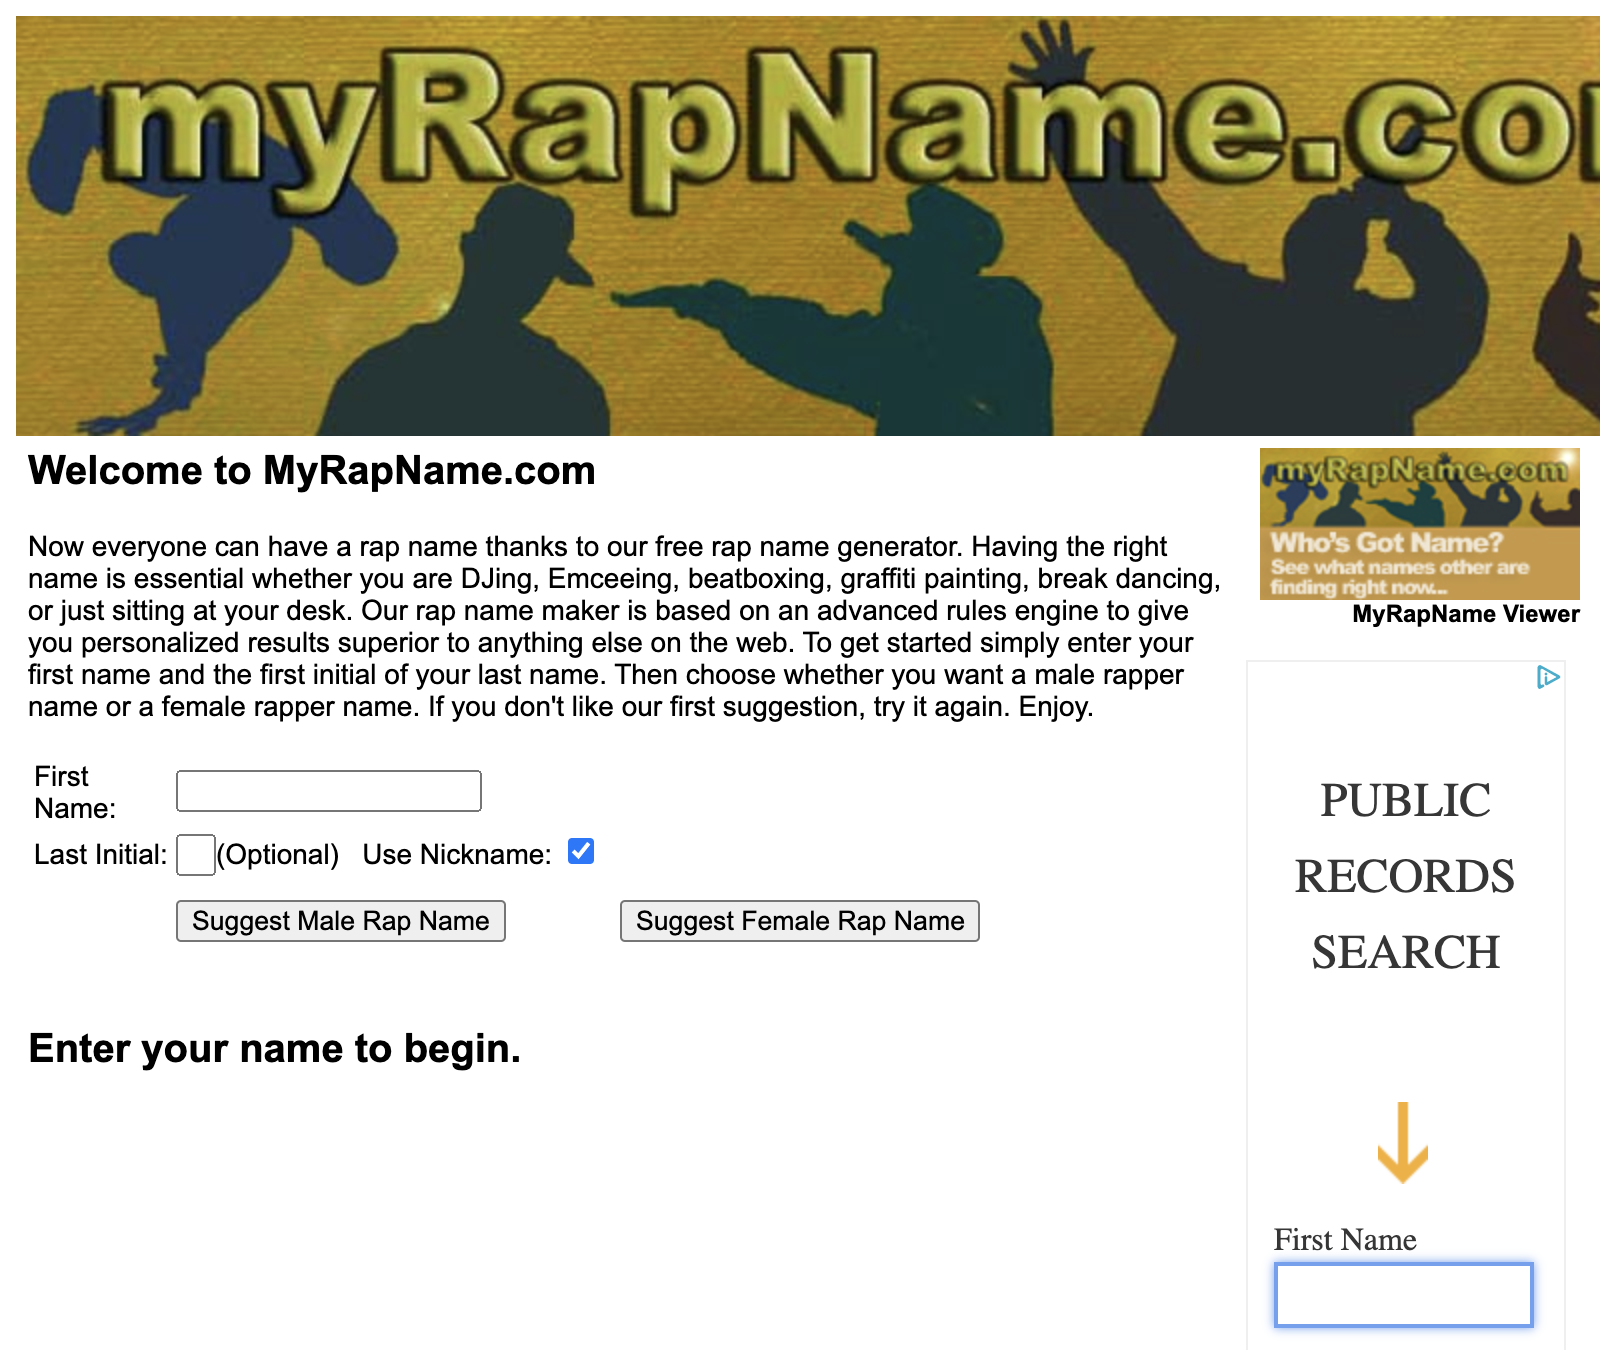 myRapName.co
Welcome to MyRapName.com
Now everyone can have a rap name thanks to our free rap name generator. Having the right
name is essential whether you are DJing, Emceeing, beatboxing, graffiti painting, break dancing,
or just sitting at your desk. Our rap name maker is based on an advanced rules engine to give
you personalized results superior to anything else on the web. To get started simply enter your
first name and the first initial of your last name. Then choose whether you want a male rapper
name or a female rapper name. If you don't like our first suggestion, try it again. Enjoy.
First
Name:
Last Initial: (Optional) Use Nickname:
Suggest Male Rap Name Suggest Female Rap Name
Enter your name to begin.
myRapName.com
Who's Got Name?
See what names other are
finding right now...
MyRapName Viewer
PUBLIC
RECORDS
SEARCH
First Name